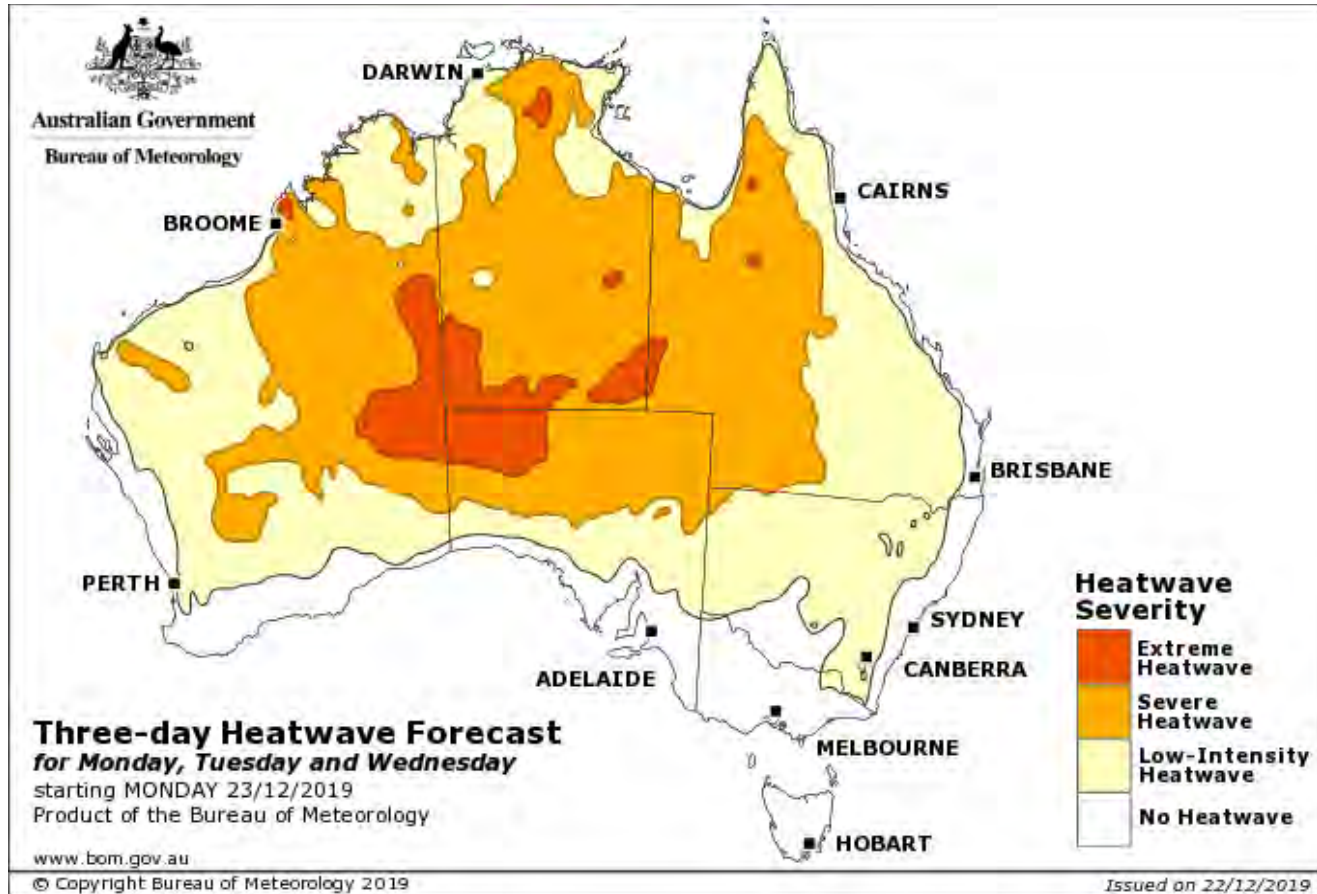 Australian Government
Bureau of Meteorology
DARWIN
BROOME
CAIRNS
BRISBANE
PERTH
SYDNEY
CANBERRA
ADELAIDE
MELBOURNE
HOBART
Heatwave
Severity
Extreme
Heatwave
Severe
Heatwave
Low-Intensity
Heatwave
No Heatwave
Three-day Heatwave Forecast
for Monday, Tuesday and Wednesday
starting MONDAY 23/12/2019
Product of the Bureau of Meteorology
www.bom.gov.au
© Copyright Bureau of Meteorology 2019
Issued on 22/12/2019